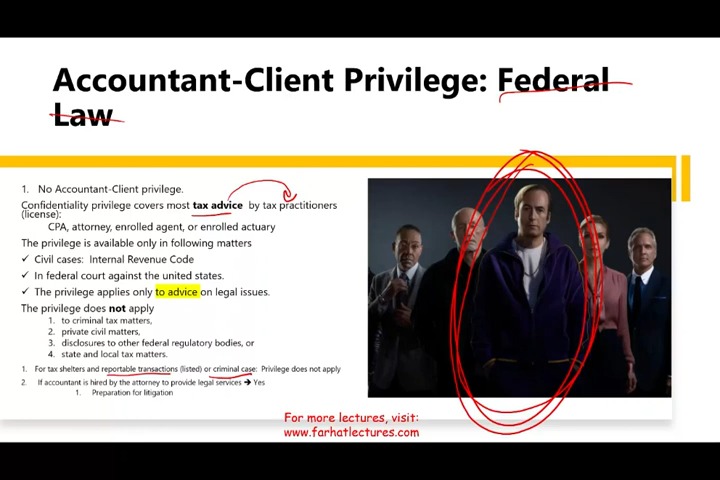 Accountant-Client Privilege: Federal
Law
1. No Accountant-Client privilege.
Confidentiality privilege covers most tax advice by tax practitioners
(license):
CPA, attorney, enrolled agent, or enrolled actuary
The privilege is available only in following matters
✓ Civil cases: Internal Revenue Code
✓ In federal court against the united states.
✓ The privilege applies only to advice on legal issues.
The privilege does not apply
1. to criminal tax matters,
2. private civil matters,
3. disclosures to other federal regulatory bodies, or
4. state and local tax matters.
1. For tax shelters and reportable transactions (listed) or criminal case: Privilege does not apply
2. If accountant is hired by the attorney to provide legal services → Yes
1. Preparation for litigation
For more lectures, visit:
www.farhatlectures.com